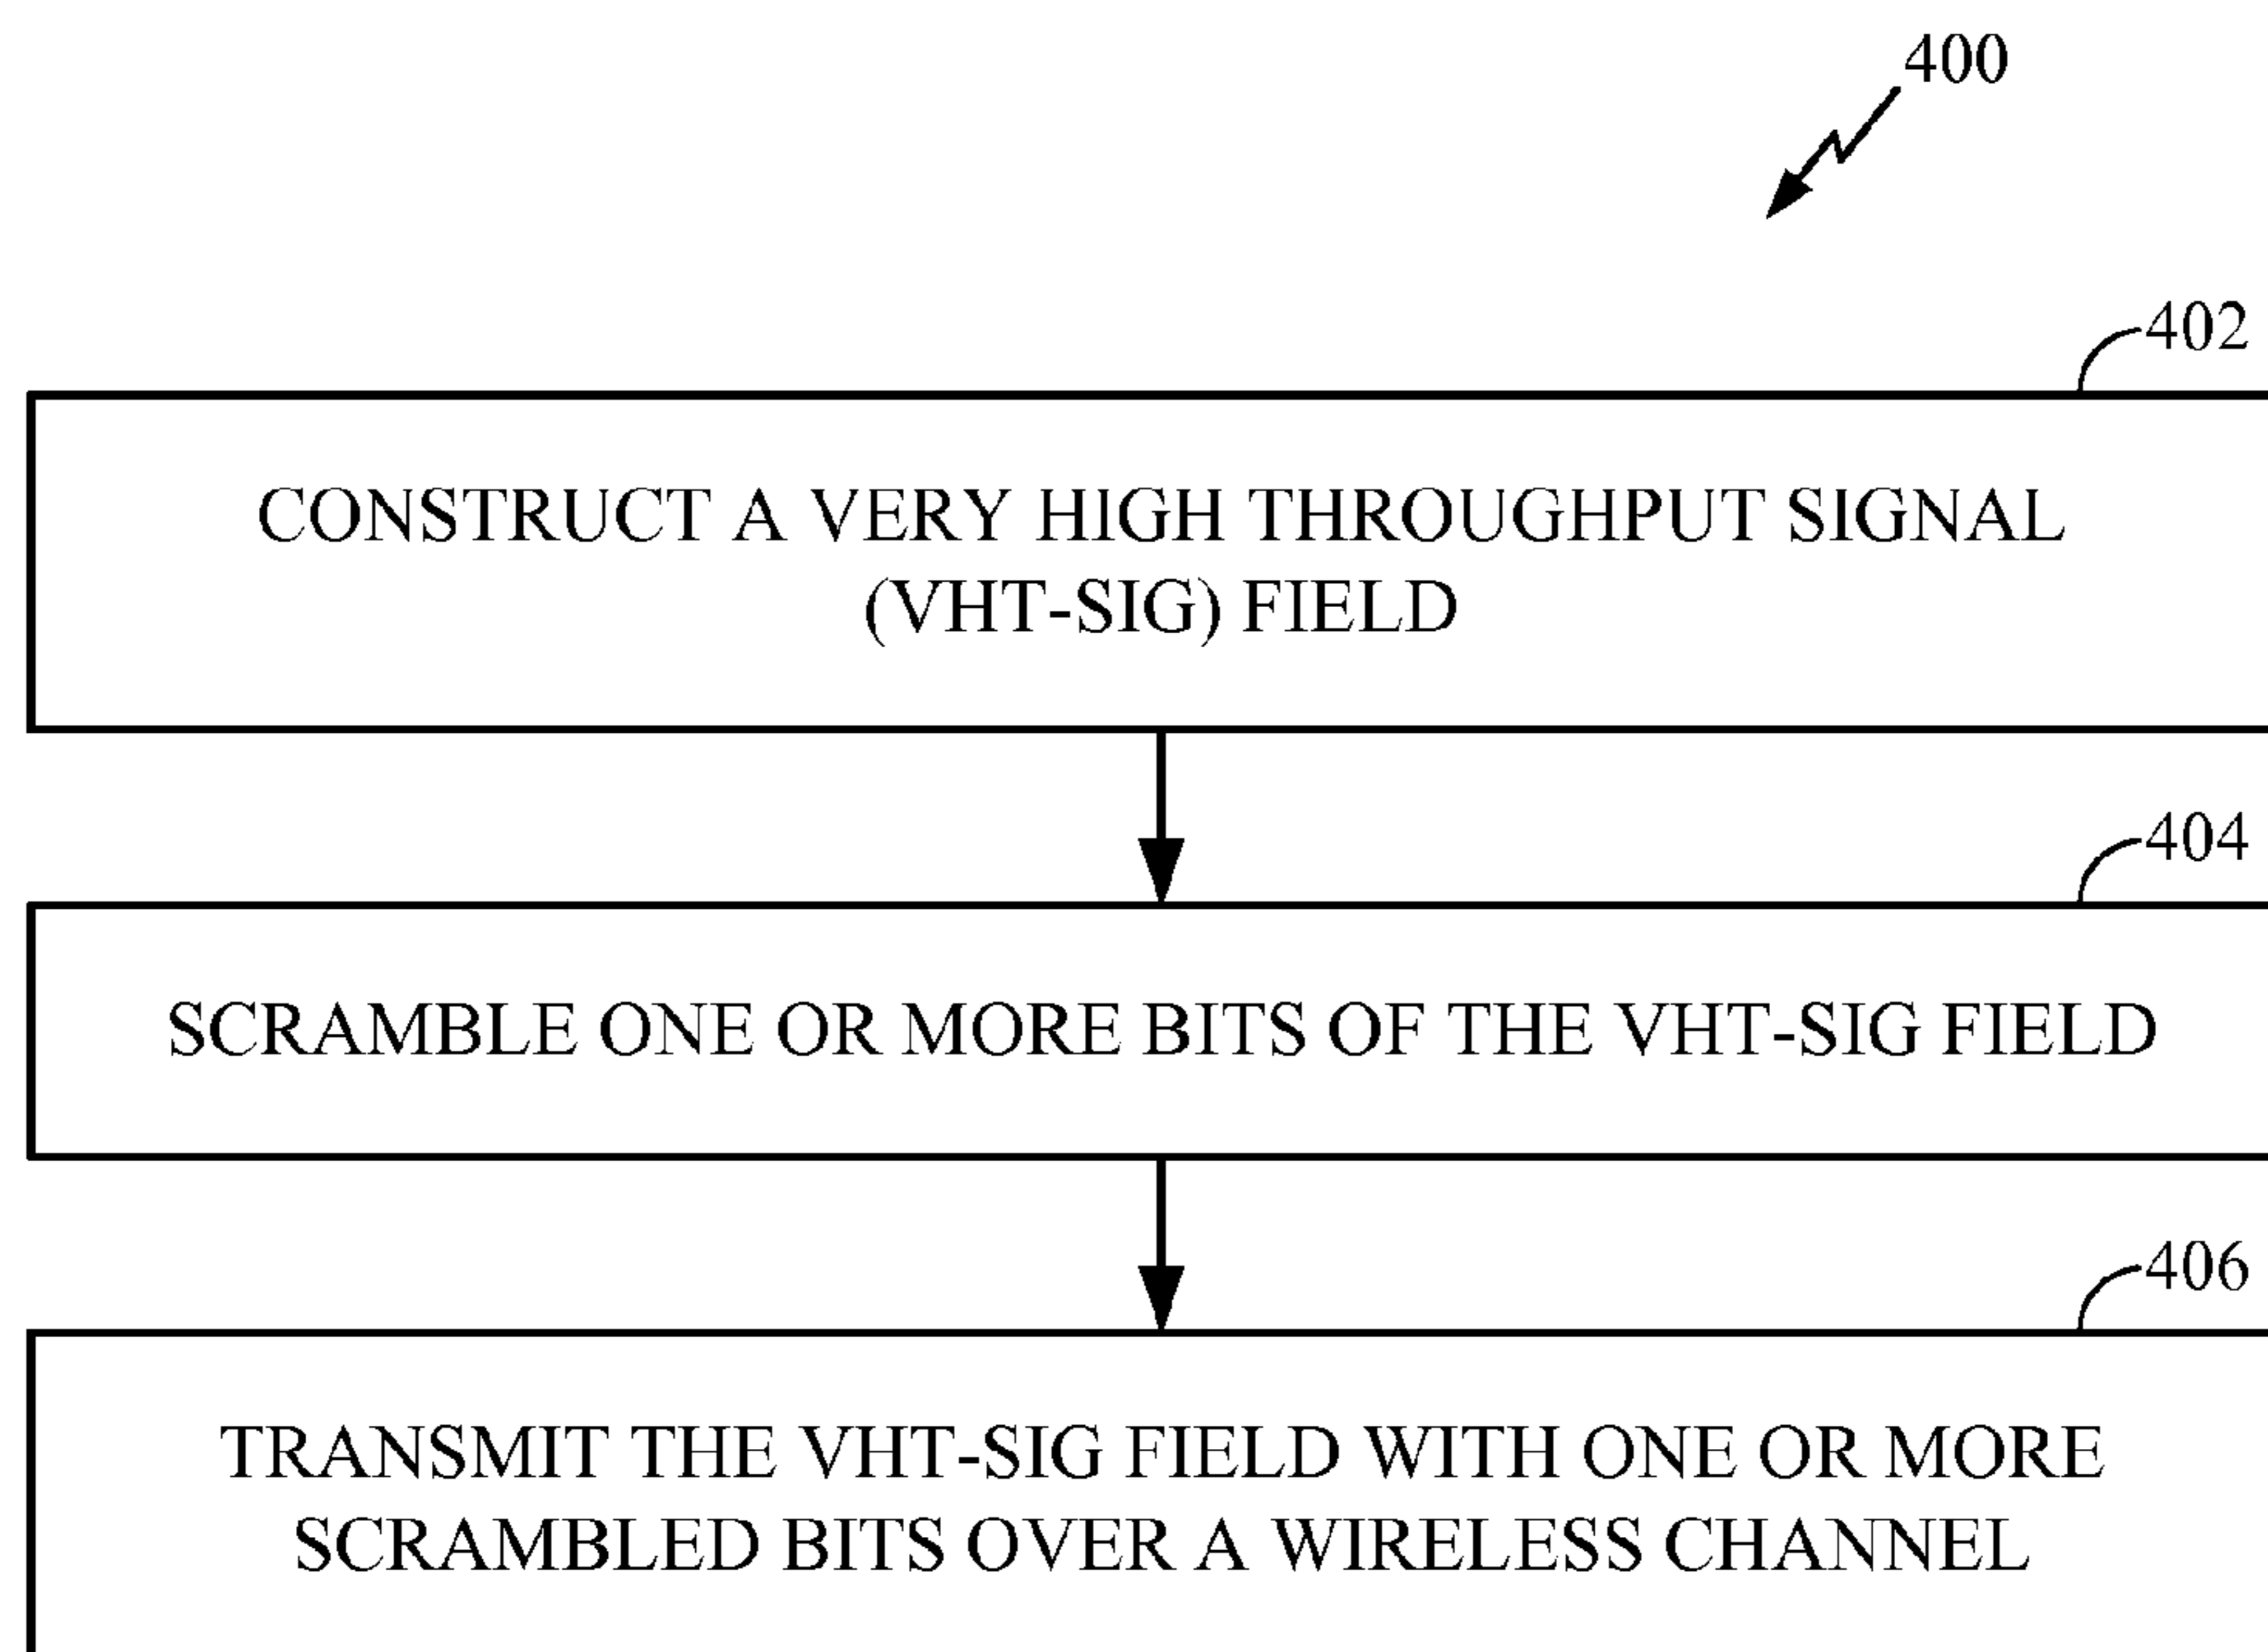 400
402
CONSTRUCT A VERY HIGH THROUGHPUT SIGNAL
(VHT-SIG) FIELD
404
SCRAMBLE ONE OR MORE BITS OF THE VHT-SIG FIELD
406
TRANSMIT THE VHT-SIG FIELD WITH ONE OR MORE
SCRAMBLED BITS OVER A WIRELESS CHANNEL